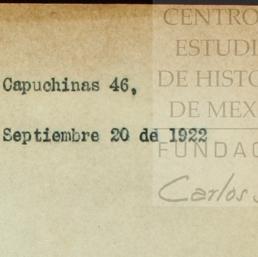 CENTRO
ESTUDI
DE HISTO
DE MEX
FUNDAC
Carlos
Capuchinas 46,
Septiembre 20 de 1922